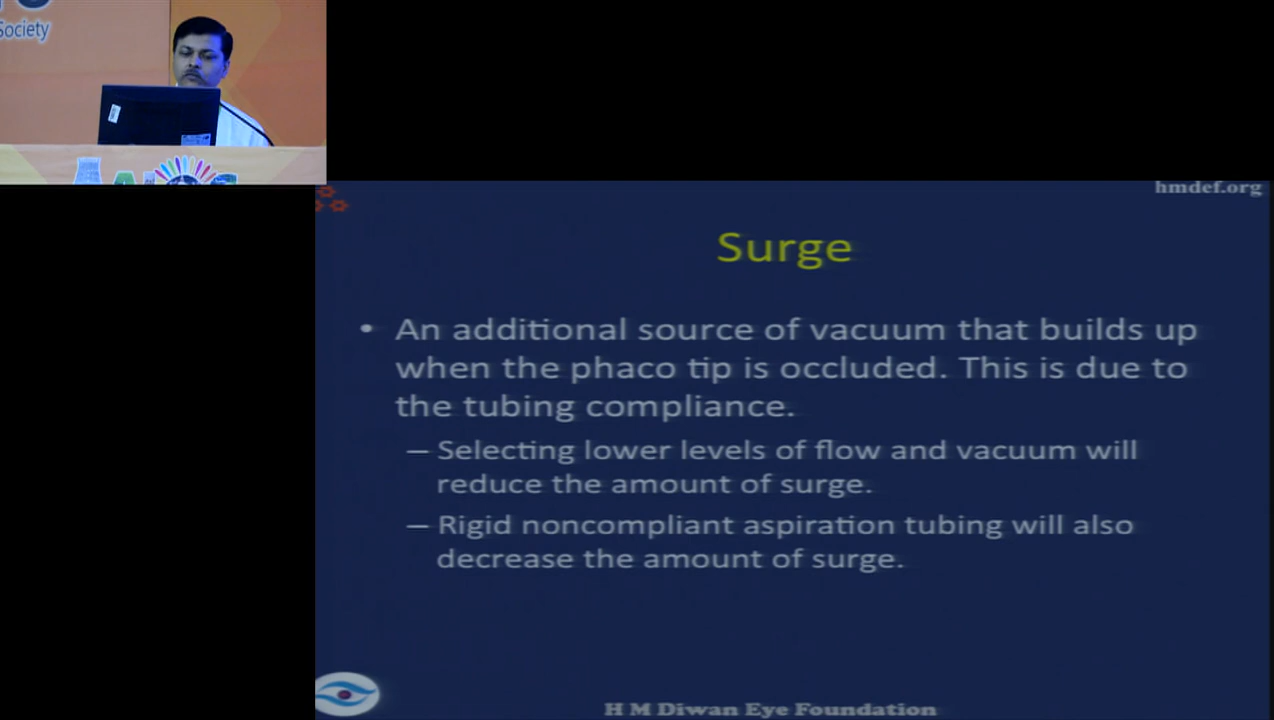 Society
hmdef.org
Surge
• An additional source of vacuum that builds up
when the phaco tip is occluded. This is due to
the tubing compliance.
– Selecting lower levels of flow and vacuum will
reduce the amount of surge.
– Rigid noncompliant aspiration tubing will also
decrease the amount of surge.
H M Diwan Eye Foundation